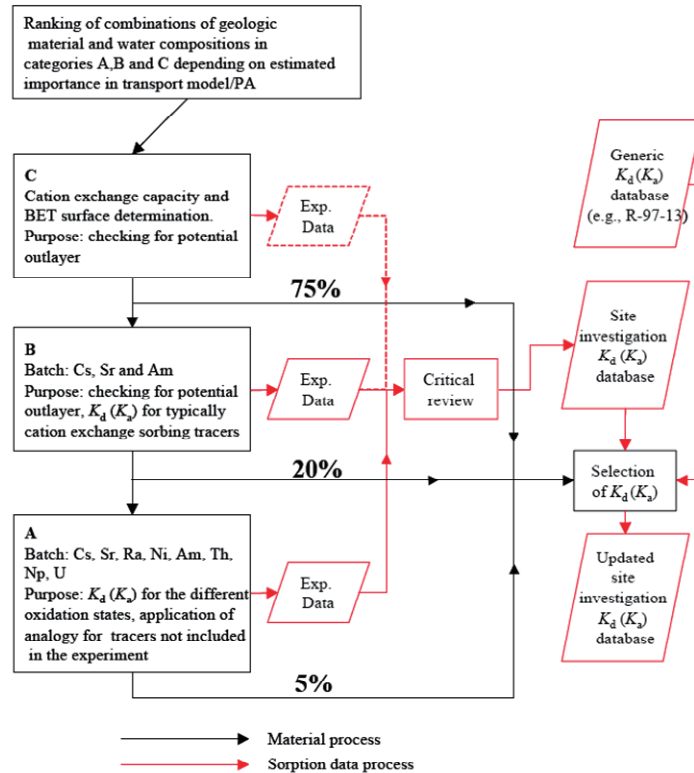 Ranking of combinations of geologic
material and water compositions in
categories A,B and C depending on estimated
importance in transport model/PA
C
Cation exchange capacity and
BET surface determination.
Purpose: checking for potential
outlayer
Exp.
Data
Generic
Kd (Ka)
database
(e.g., R-97-13)
75%
B
Batch: Cs, Sr and Am
Purpose: checking for potential
outlayer, Kd (Ka) for typically
cation exchange sorbing tracers
Exp.
Data
Critical
review
Site
investigation
Kd (Ka)
database
20%
Selection
of Kd (Ka)
A
Batch: Cs, Sr, Ra, Ni, Am, Th,
Np, U
Purpose: Kd (Ka) for the different
oxidation states, application of
analogy for tracers not included
in the experiment
Exp.
Data
Updated
site
investigation
Kd (Ka)
database
5%
Material process
Sorption data process